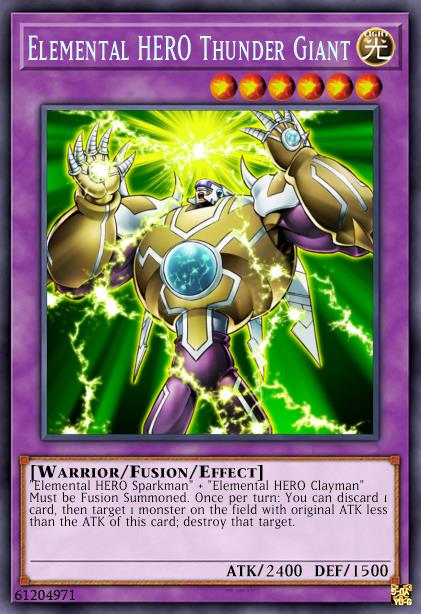 Elemental HERO Thunder Giant
LIGHT
光
[Warrior/Fusion/Effect]
"Elemental HERO Sparkman" + "Elemental HERO Clayman"
Must be Fusion Summoned. Once per turn: You can discard 1
card, then target 1 monster on the field with original ATK less
than the ATK of this card; destroy that target.
ATK/2400 DEF/1500
61204971